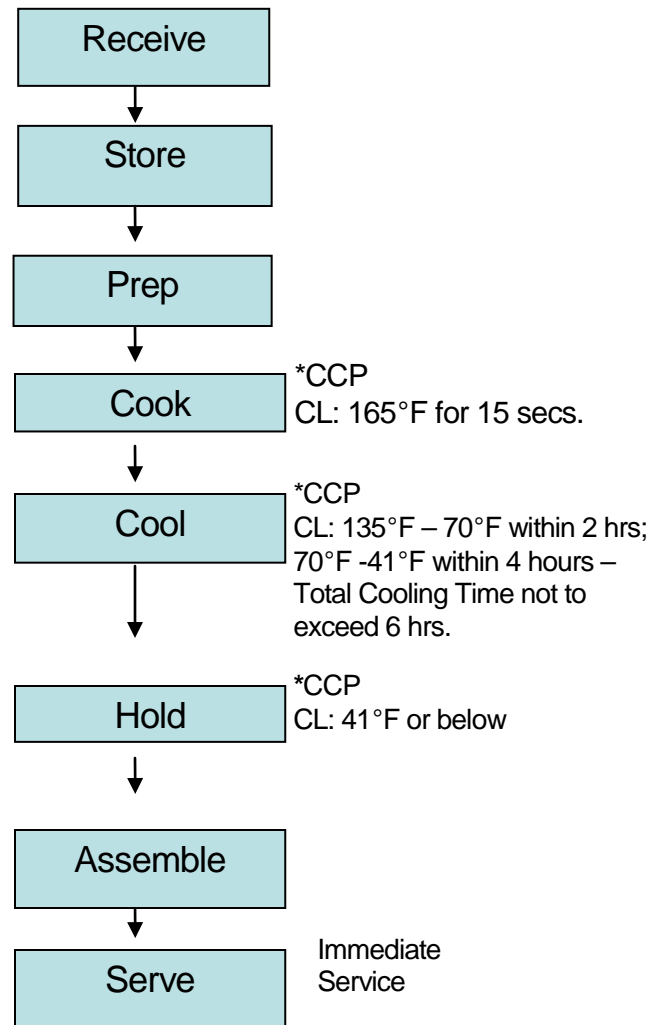 Receive
Store
Prep
Cook
*CCP
CL: 165°F for 15 secs.
Cool
*CCP
CL: 135°F – 70°F within 2 hrs;
70°F -41°F within 4 hours –
Total Cooling Time not to
exceed 6 hrs.
Hold
*CCP
CL: 41°F or below
Assemble
Serve
Immediate
Service